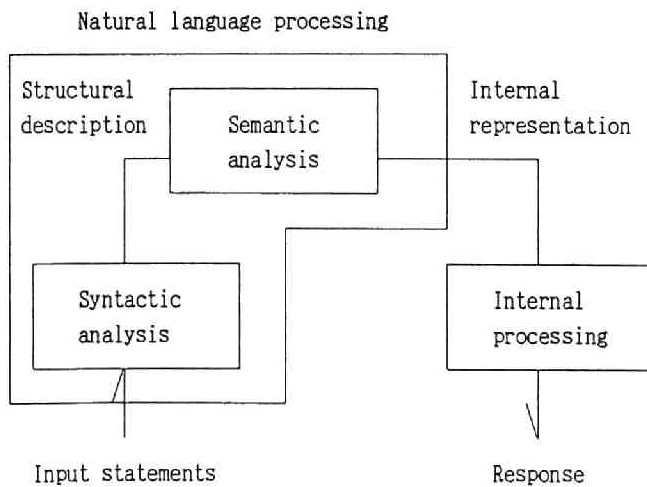 Natural language processing
Structural
description
Semantic
analysis
Internal
representation
Syntactic
analysis
Internal
processing
Input statements
Response